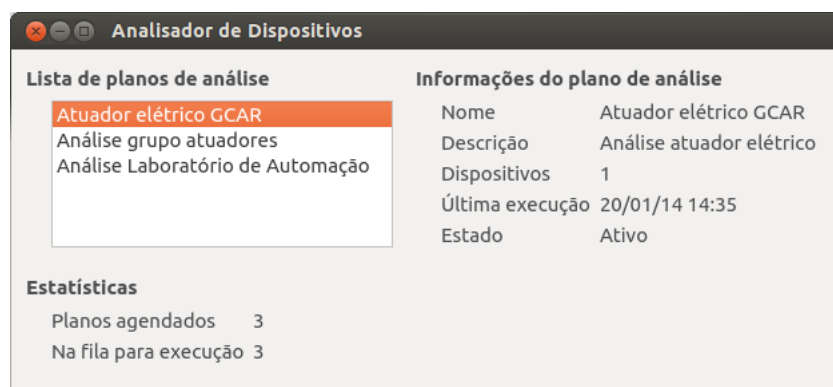 Analisador de Dispositivos
Lista de planos de análise
Atuador elétrico GCAR
Análise grupo atuadores
Análise Laboratório de Automação
Informações do plano de análise
Nome Atuador elétrico GCAR
Descrição Análise atuador elétrico
Dispositivos 1
Última execução 20/01/14 14:35
Estado Ativo
Estatísticas
Planos agendados 3
Na fila para execução 3